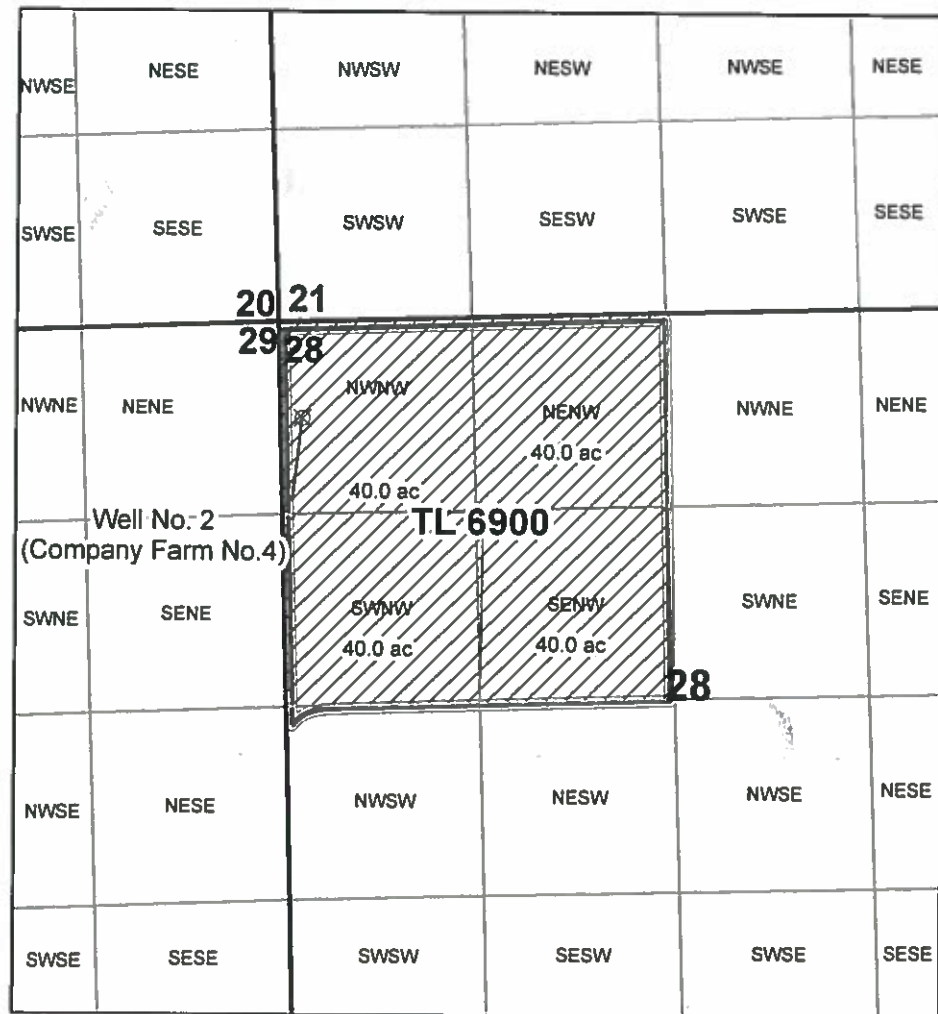 NWSE NESE NWSW NESW NWSE NESE
SWSE SESE SWSW SESW SWSE SESE
20 21
29 28
NWNE NENE NWNW NENW NWNE NENE
40.0 ac
40.0 ac
Well No. 2
(Company Farm No.4)
TL 6900
SWNE SENE SWNW SENW SWNE SENE
40.0 ac 40.0 ac
28
NWSE NESE NWSW NESW NWSE NESE
SWSE SESE SWSW SESW SWSE SESE